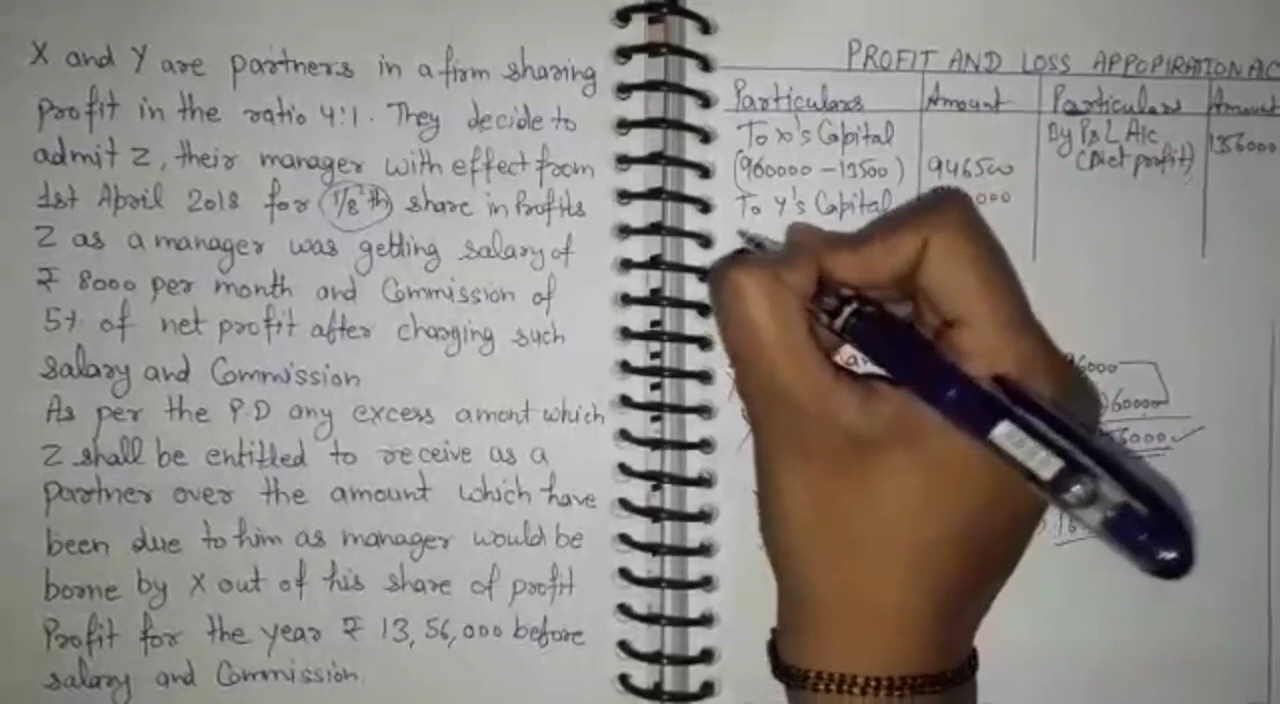 X and Y are partners in a firm sharing
profit in the ratio 4:1. They decide to
admit Z, their manager with effect from
1st April 2018 for 1/8th share in Profits
Z as a manager was getting salary of
₹ 8000 per month and Commission of
5% of net profit after charging such
salary and Commission
As per the P.D any excess amont which
Z shall be entitled to receive as a
partner over the amount which have
been due to him as manager would be
borne by X out of his share of profit
Profit for the year ₹ 13,56,000 before
salary and Commission.
PROFIT AND LOSS APPOPIRATION AC
Particulars Amount Particulars Amount
To X's Capital By P&L A/c 1356000
(960000 - 13500) 946500 (Net profit)
To Y's Capital